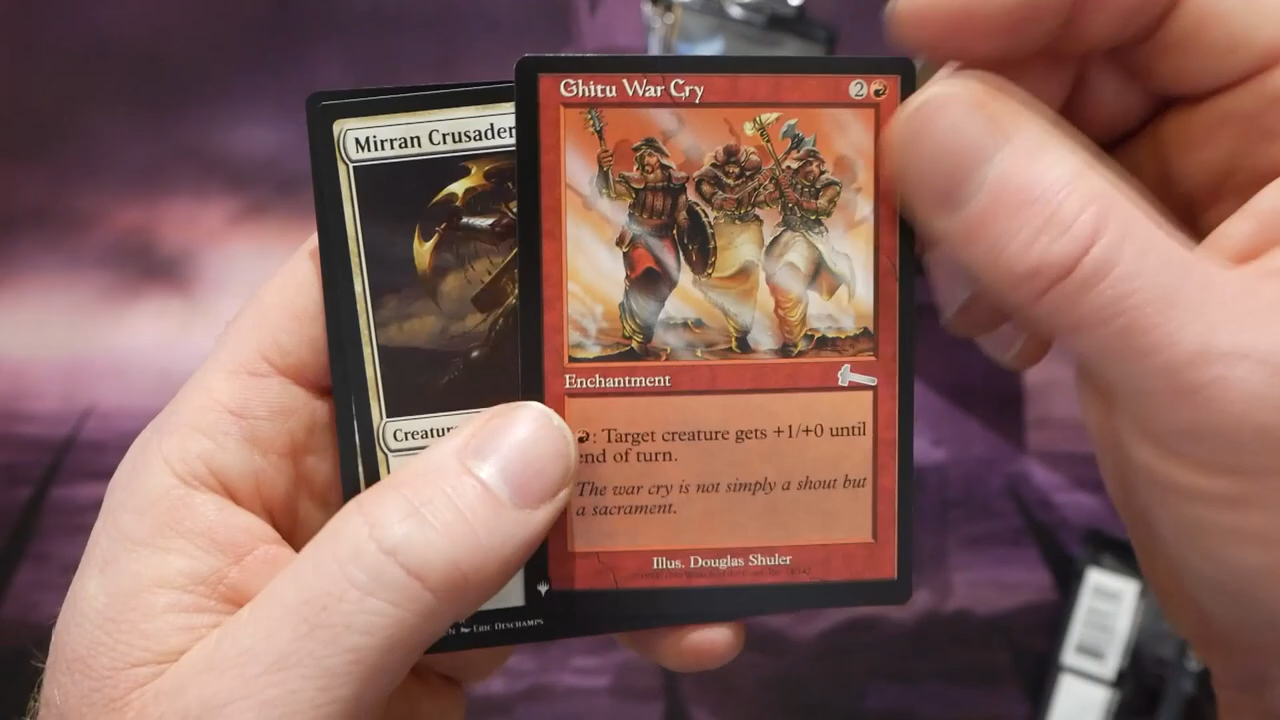 Mirran Crusader
Ghitu War Cry
2
Enchantment
: Target creature gets +1/+0 until
end of turn.
The war cry is not simply a shout but
a sacrament.
Illus. Douglas Shuler
Eric Deschamps